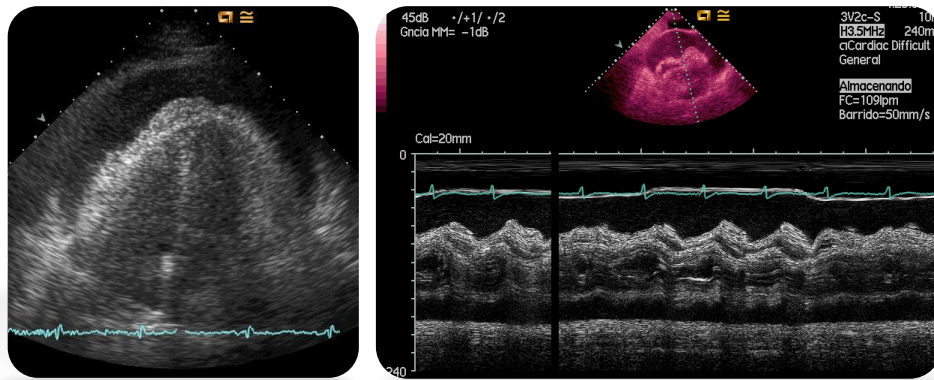 45dB •/+1/ •/2
Gncia MM= -1dB
3V2c-S
H3.5MHz 240m
Cardiac Difficult
General
Almacenando
FC=109lpm
Barrido=50mm/s
Cal=20mm
0
240